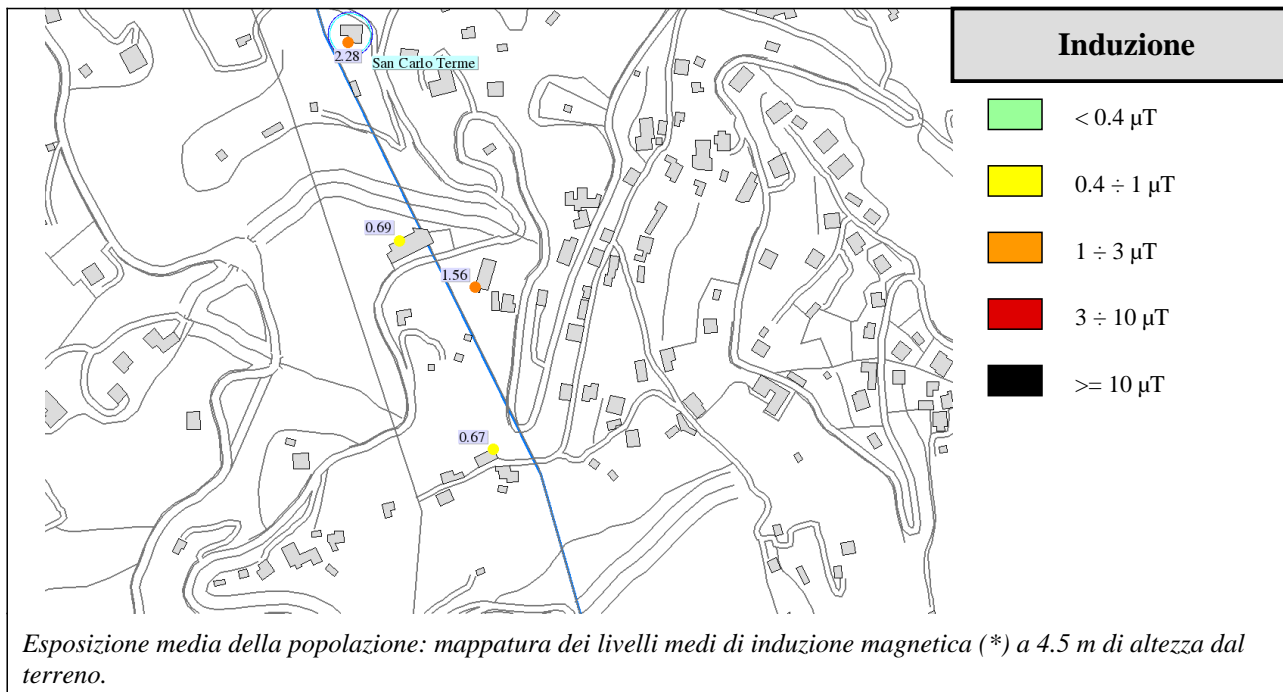 2.28
San Carlo Terme
0.69
1.56
0.67
Induzione
< 0.4 µT
0.4 ÷ 1 µT
1 ÷ 3 µT
3 ÷ 10 µT
>= 10 µT
Esposizione media della popolazione: mappatura dei livelli medi di induzione magnetica (*) a 4.5 m di altezza dal
terreno.